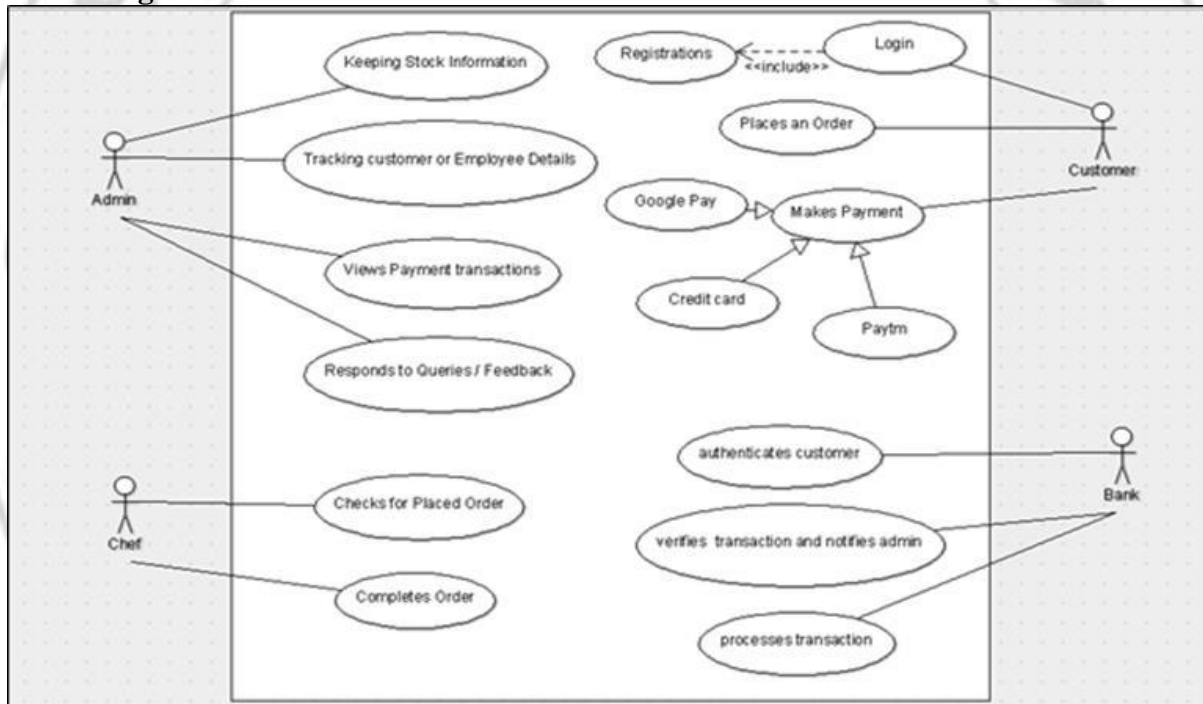 Keeping Stock Information
Registrations
<<include>>
Login
Places an Order
Tracking customer or Employee Details
Admin
Customer
Google Pay
Makes Payment
Views Payment transactions
Credit card
Paytm
Responds to Queries / Feedback
authenticates customer
Checks for Placed Order
Chef
Bank
verifies transaction and notifies admin
Completes Order
processes transaction